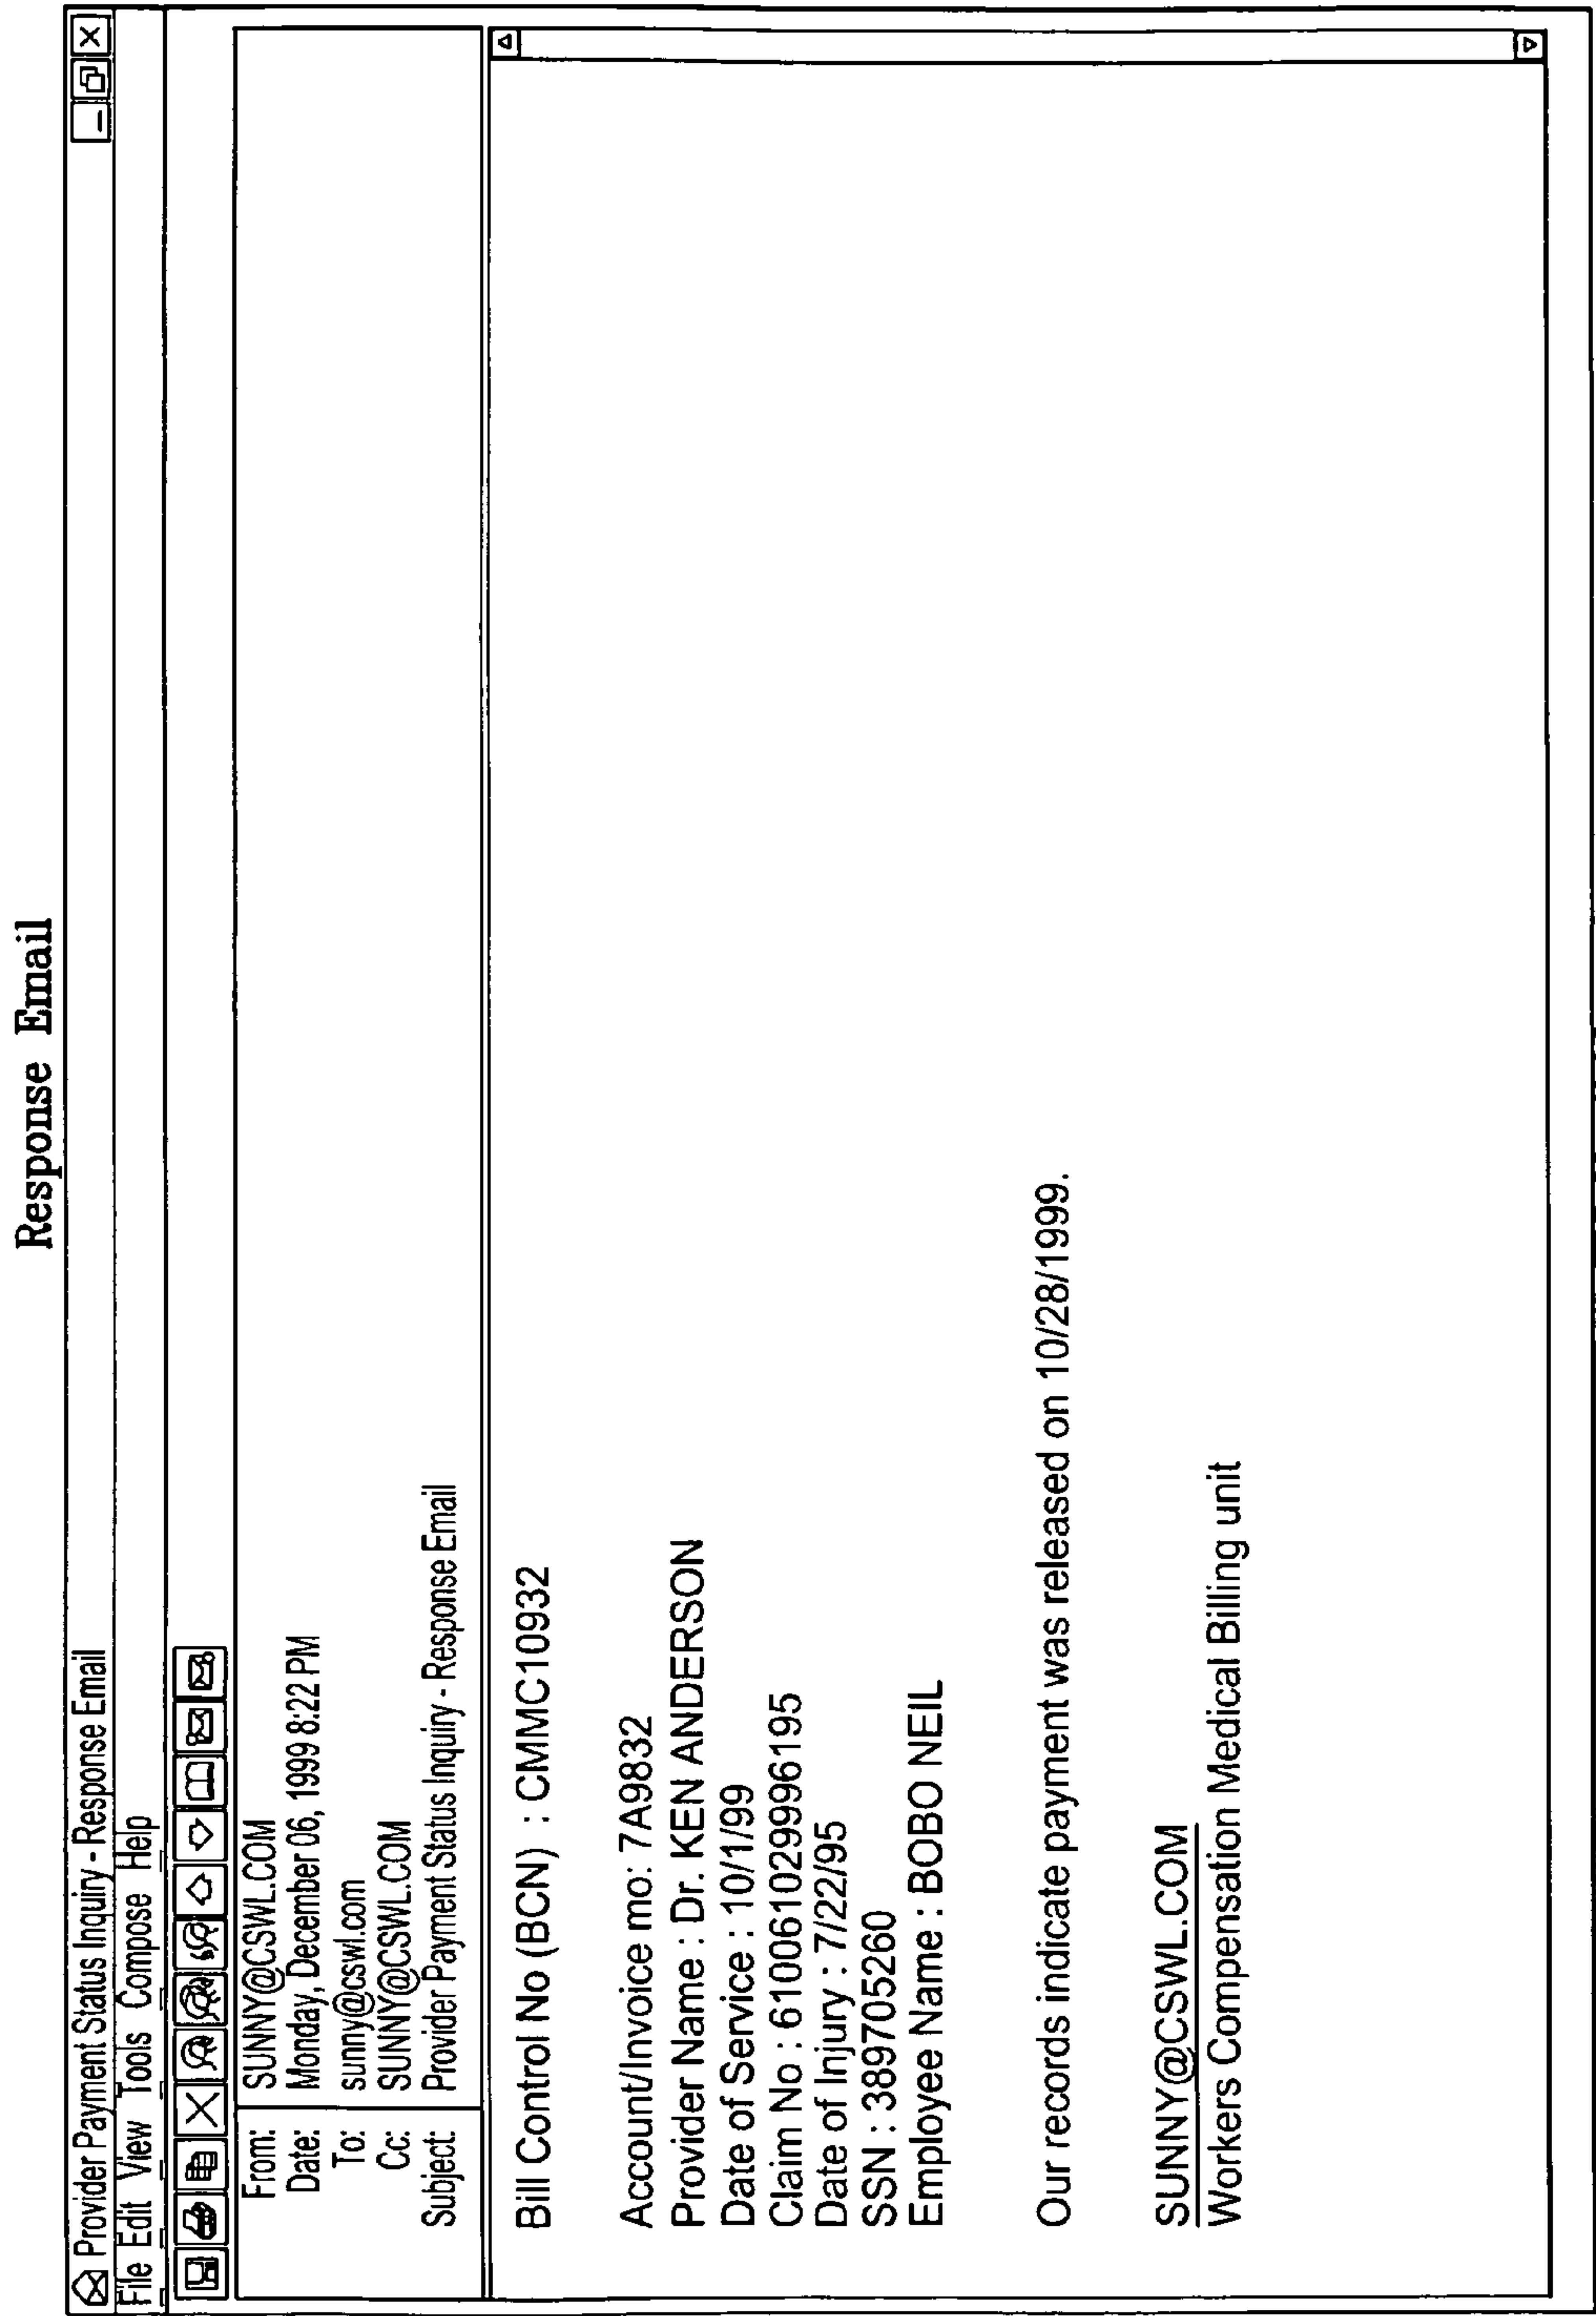 Response Email
Provider Payment Status Inquiry - Response Email
File Edit View Tools Compose Help
From: SUNNY@CSWL.COM
Date: Monday, December 06, 1999 8:22 PM
To: sunny@cswl.com
Cc: SUNNY@CSWL.COM
Subject: Provider Payment Status Inquiry - Response Email
Bill Control No (BCN) : CMMC10932
Account/Invoice mo: 7A9832
Provider Name : Dr. KEN ANDERSON
Date of Service : 10/1/99
Claim No : 610061029996195
Date of Injury : 7/22/95
SSN : 389705260
Employee Name : BOBO NEIL
Our records indicate payment was released on 10/28/1999.
SUNNY@CSWL.COM
Workers Compensation Medical Billing unit